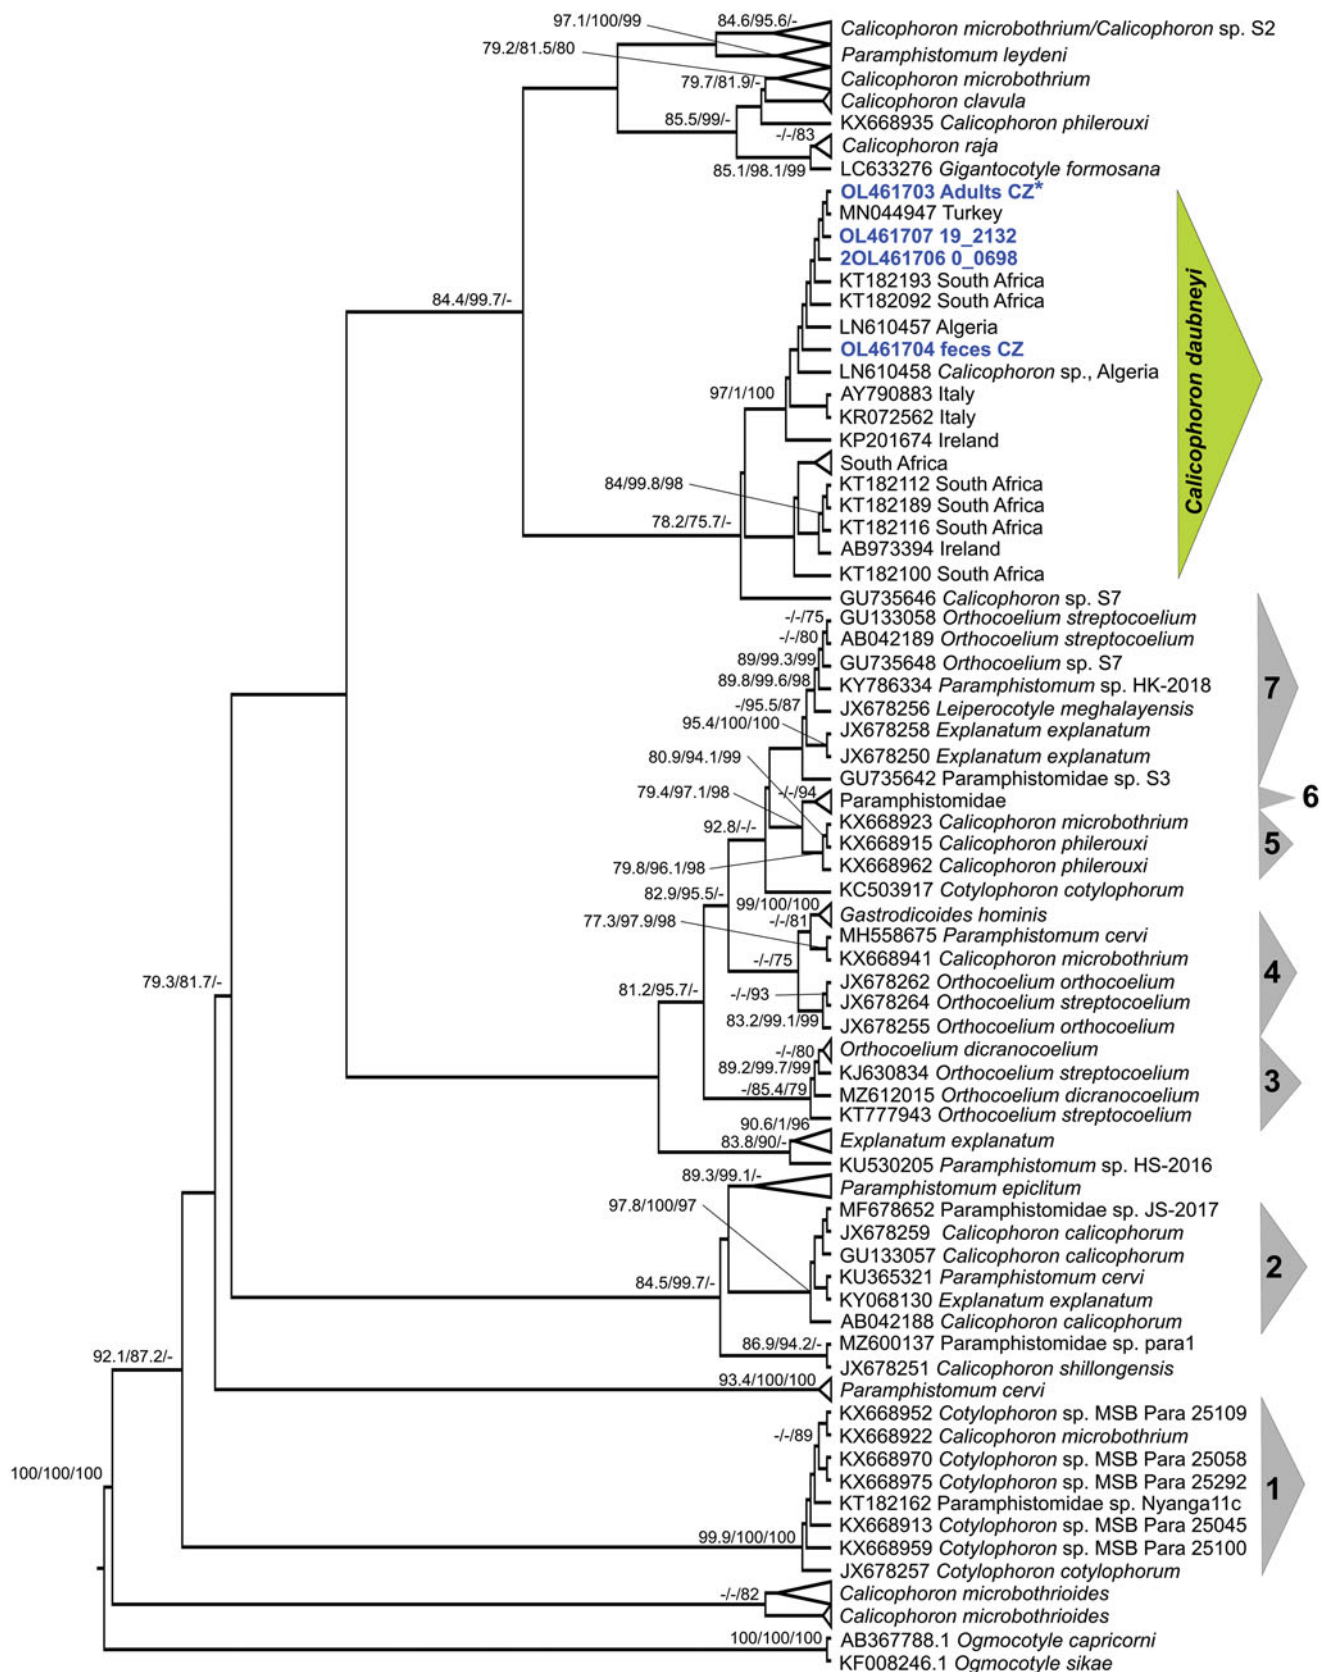 97.1/100/99
84.6/95.6/-
Calicophoron microbothrium/Calicophoron sp. S2
Paramphistomum leydeni
79.2/81.5/80
79.7/81.9/-
Calicophoron microbothrium
Calicophoron clavula
85.5/99/-
KX668935 Calicophoron philerouxi
-/-/83
Calicophoron raja
85.1/98.1/99
LC633276 Gigantocotyle formosana
OL461703 Adults CZ*
MN044947 Turkey
OL461707 19_2132
2OL461706 0_0698
KT182193 South Africa
84.4/99.7/-
KT182092 South Africa
LN610457 Algeria
OL461704 feces CZ
LN610458 Calicophoron sp., Algeria
97/1/100
AY790883 Italy
KR072562 Italy
KP201674 Ireland
Calicophoron daubneyi
South Africa
84/99.8/98
KT182112 South Africa
KT182189 South Africa
78.2/75.7/-
KT182116 South Africa
AB973394 Ireland
KT182100 South Africa
GU735646 Calicophoron sp. S7
-/-/75
GU133058 Orthocoelium streptocoelium
-/-/80
AB042189 Orthocoelium streptocoelium
89/99.3/99
GU735648 Orthocoelium sp. S7
89.8/99.6/98
KY786334 Paramphistomum sp. HK-2018
7
-/95.5/87
JX678256 Leiperocotyle meghalayensis
95.4/100/100
JX678258 Explanatum explanatum
80.9/94.1/99
JX678250 Explanatum explanatum
GU735642 Paramphistomidae sp. S3
79.4/97.1/98
-/-/94
Paramphistomidae
6
92.8/-/-
KX668923 Calicophoron microbothrium
KX668915 Calicophoron philerouxi
5
79.8/96.1/98
KX668962 Calicophoron philerouxi
82.9/95.5/-
KC503917 Cotylophoron cotylophorum
99/100/100
77.3/97.9/98
-/-/81
Gastrodicoides hominis
MH558675 Paramphistomum cervi
-/-/75
KX668941 Calicophoron microbothrium
4
79.3/81.7/-
81.2/95.7/-
-/-/93
JX678262 Orthocoelium orthocoelium
JX678264 Orthocoelium streptocoelium
83.2/99.1/99
JX678255 Orthocoelium orthocoelium
-/-/80
Orthocoelium dicranocoelium
89.2/99.7/99
KJ630834 Orthocoelium streptocoelium
3
-/85.4/79
MZ612015 Orthocoelium dicranocoelium
KT777943 Orthocoelium streptocoelium
90.6/1/96
83.8/90/-
Explanatum explanatum
KU530205 Paramphistomum sp. HS-2016
89.3/99.1/-
Paramphistomum epiclitum
97.8/100/97
MF678652 Paramphistomidae sp. JS-2017
JX678259 Calicophoron calicophorum
GU133057 Calicophoron calicophorum
2
84.5/99.7/-
KU365321 Paramphistomum cervi
KY068130 Explanatum explanatum
AB042188 Calicophoron calicophorum
86.9/94.2/-
MZ600137 Paramphistomidae sp. para1
92.1/87.2/-
JX678251 Calicophoron shillongensis
93.4/100/100
Paramphistomum cervi
KX668952 Cotylophoron sp. MSB Para 25109
-/-/89
KX668922 Calicophoron microbothrium
100/100/100
KX668970 Cotylophoron sp. MSB Para 25058
KX668975 Cotylophoron sp. MSB Para 25292
1
KT182162 Paramphistomidae sp. Nyanga11c
99.9/100/100
KX668913 Cotylophoron sp. MSB Para 25045
KX668959 Cotylophoron sp. MSB Para 25100
JX678257 Cotylophoron cotylophorum
-/-/82
Calicophoron microbothrioides
Calicophoron microbothrioides
100/100/100
AB367788.1 Ogmocotyle capricorni
KF008246.1 Ogmocotyle sikae